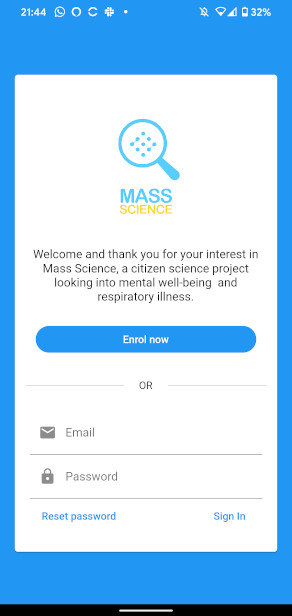 21:44 32%
MASS
SCIENCE
Welcome and thank you for your interest in
Mass Science, a citizen science project
looking into mental well-being and
respiratory illness.
Enrol now
OR
Email
Password
Reset password Sign In